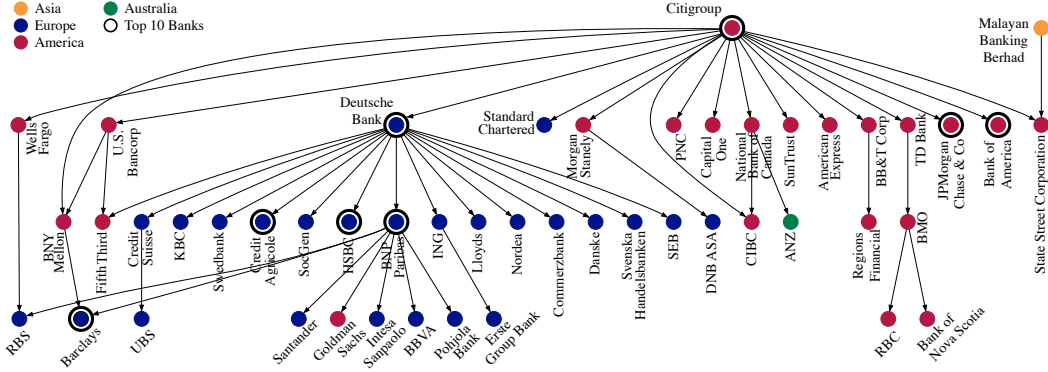 Asia
Australia
Europe
Top 10 Banks
America
Citigroup
Malayan
Banking
Berhad
Wells
Fargo
U.S.
Bancorp
Deutsche
Bank
Standard
Chartered
Morgan
Stanely
PNC
Capital
One
National
Bank of
Canada
SunTrust
American
Express
BB&T Corp
TD Bank
JPMorgan
Chase & Co
Bank of
America
State Street Corporation
BNY
Mellon
Fifth Third
Credit
Suisse
KBC
Swedbank
Credit
Agricole
SocGen
HSBC
BNP
Paribas
ING
Lloyds
Nordea
Commerzbank
Danske
Svenska
Handelsbanken
SEB
DNB ASA
CIBC
ANZ
Regions
Financial
BMO
RBS
Barclays
UBS
Santander
Goldman
Sachs
Intesa
Sanpaolo
BBVA
Pohjola
Bank
Erste
Group Bank
RBC
Bank of
Nova Scotia